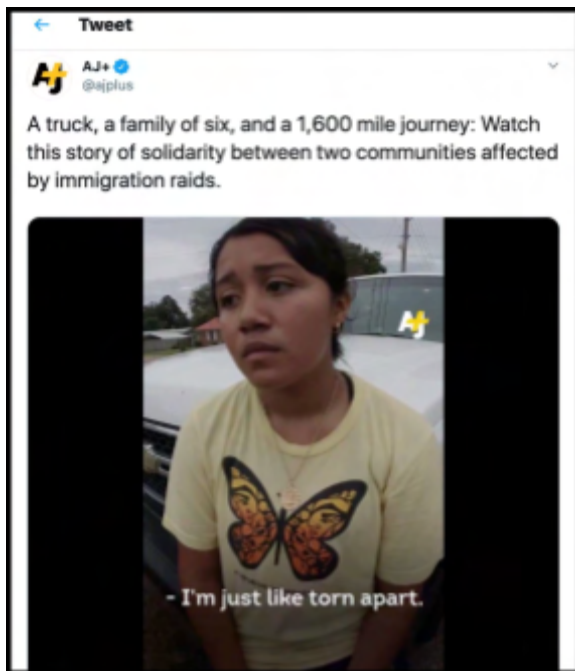 Tweet
AJ+
@ajplus
A truck, a family of six, and a 1,600 mile journey: Watch
this story of solidarity between two communities affected
by immigration raids.
- I'm just like torn apart.